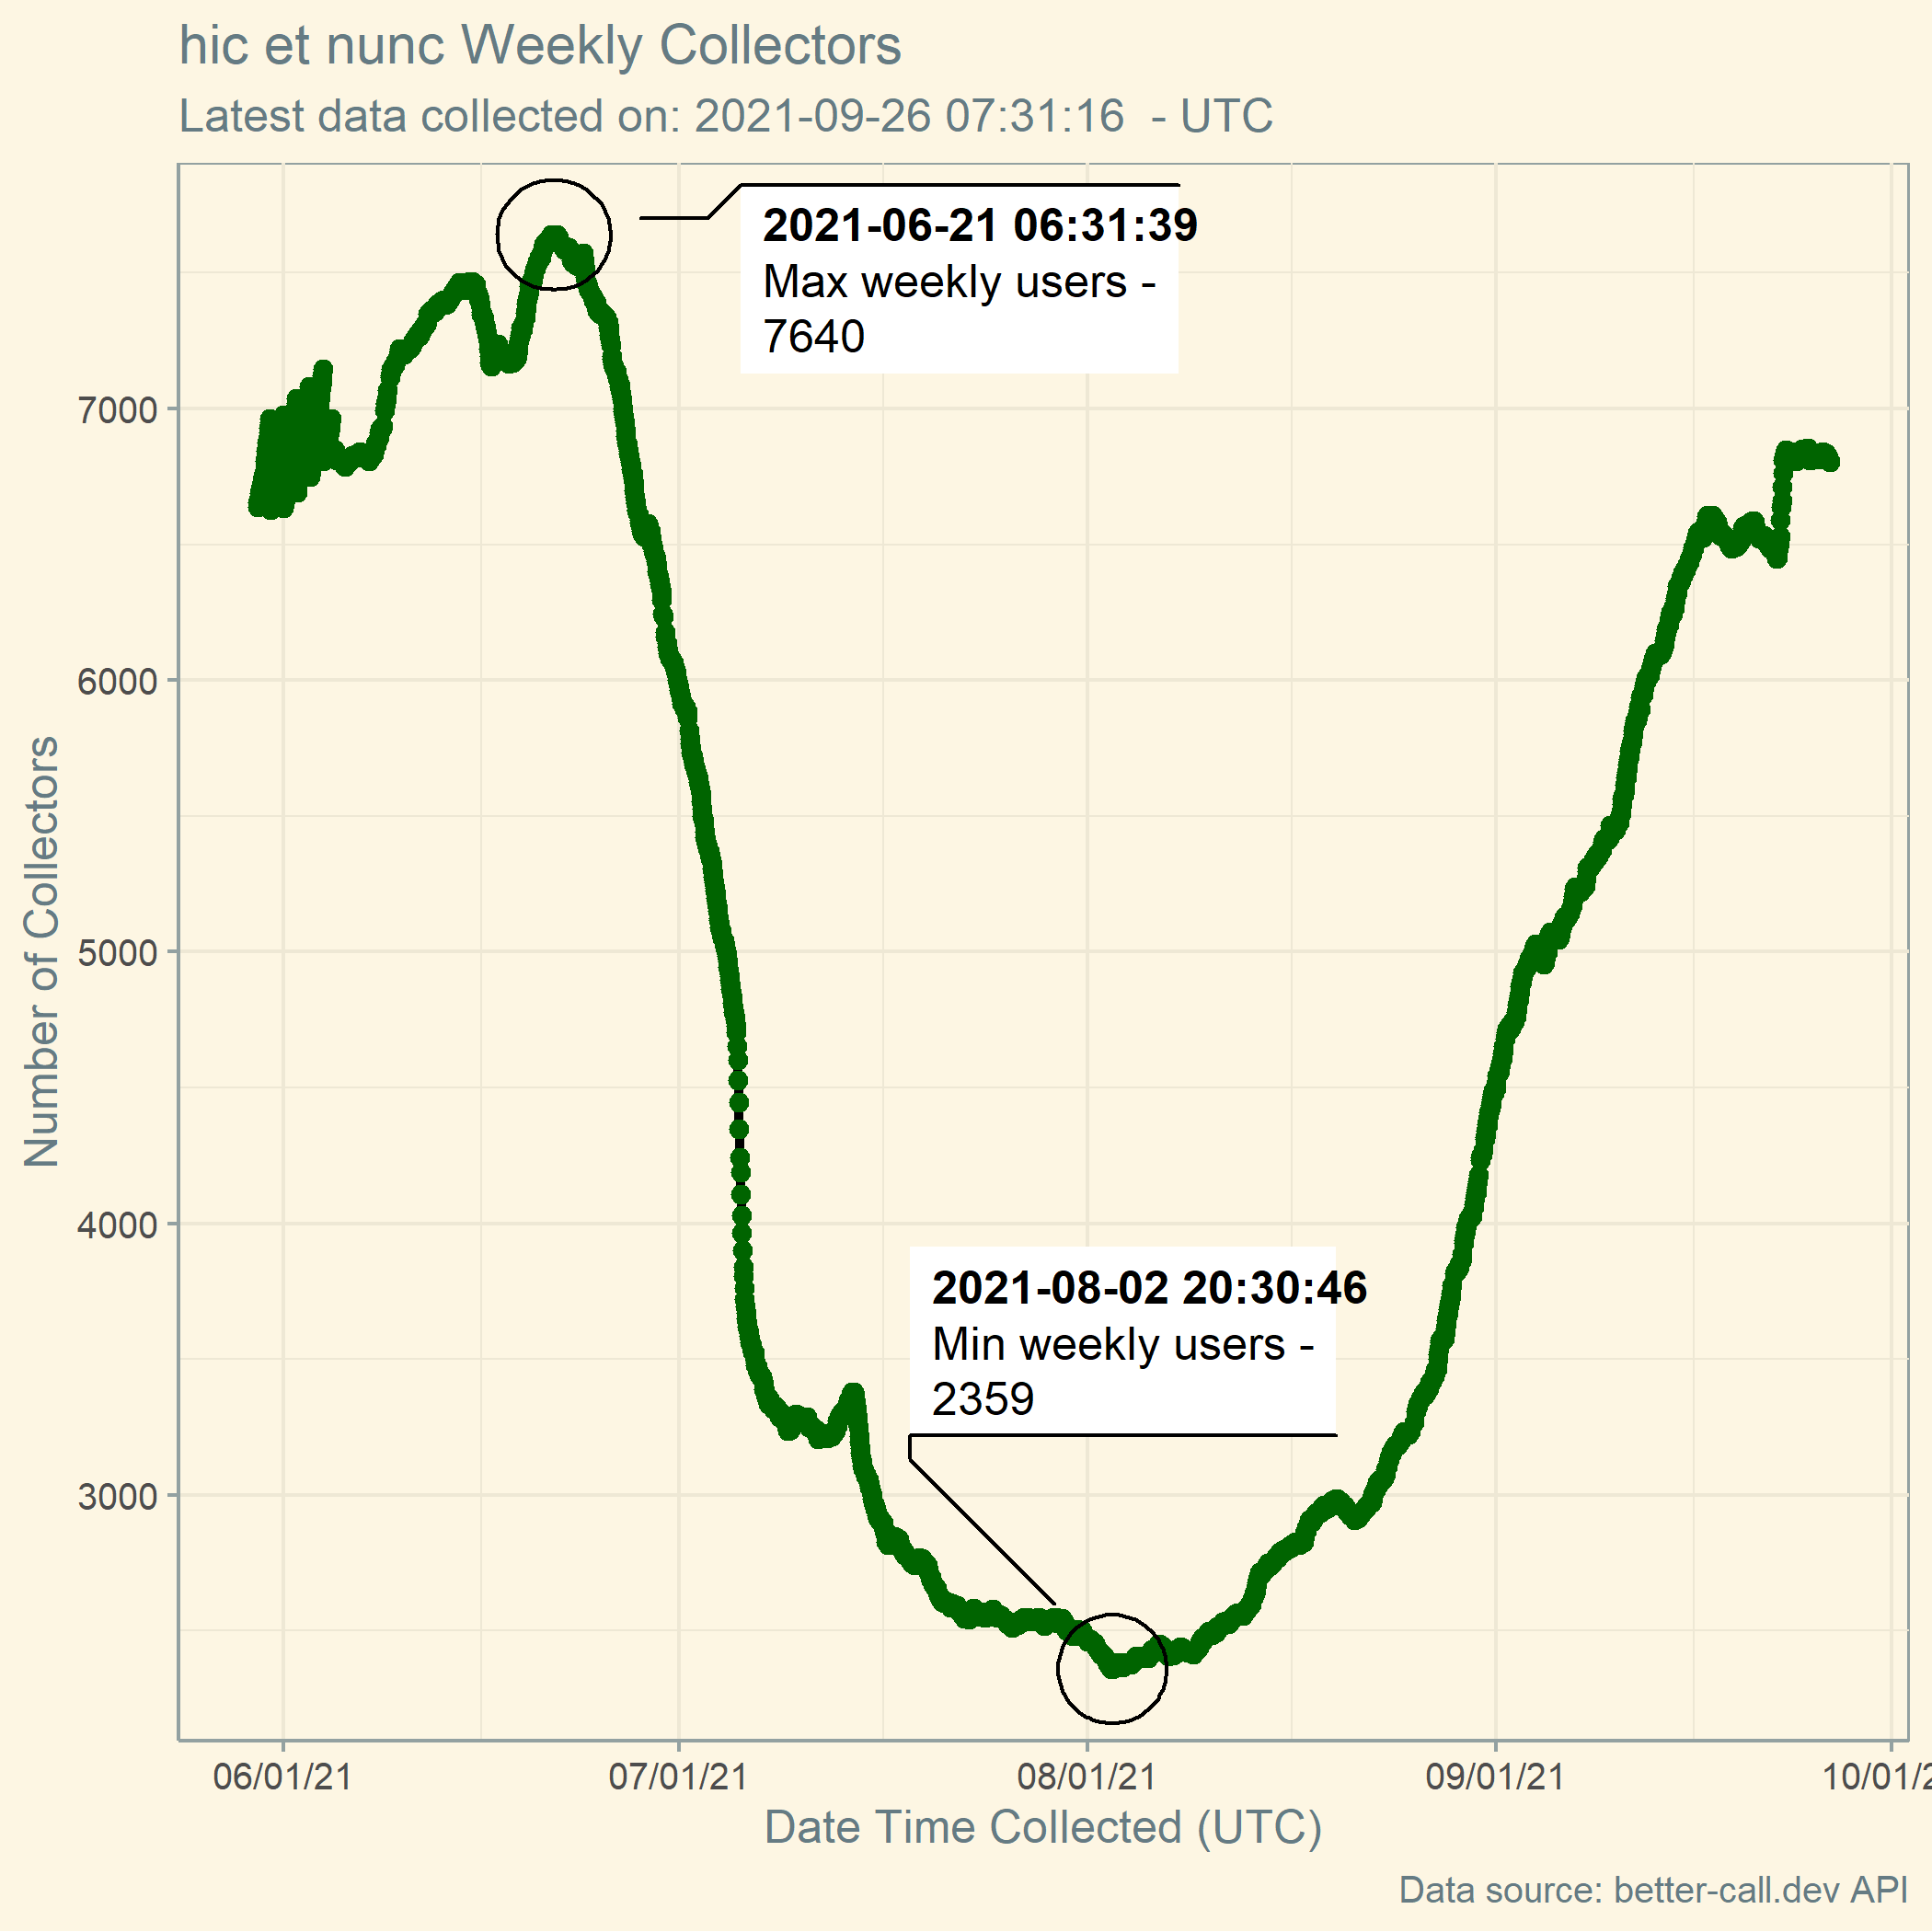 hic et nunc Weekly Collectors
Latest data collected on: 2021-09-26 07:31:16  - UTC
2021-06-21 06:31:39
Max weekly users -
7640
7000
6000
5000
4000
3000
Number of Collectors
2021-08-02 20:30:46
Min weekly users -
2359
06/01/21
07/01/21
08/01/21
09/01/21
10/01/2
Date Time Collected (UTC)
Data source: better-call.dev API